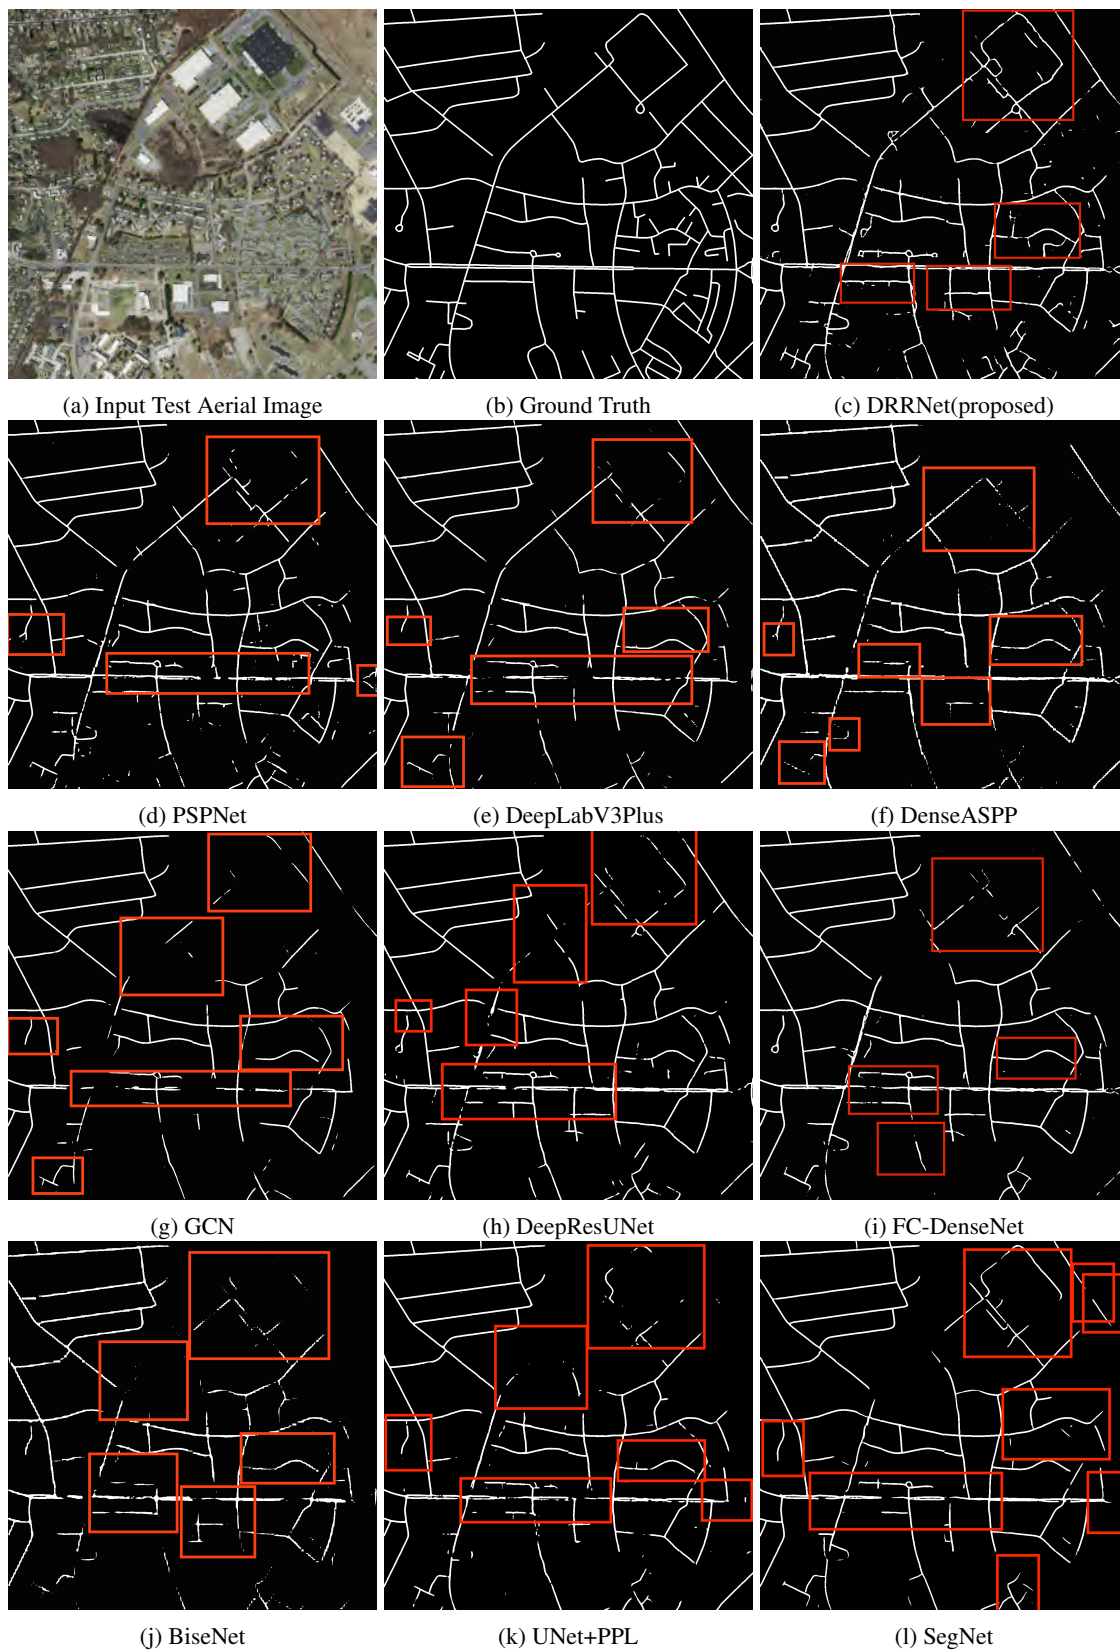 (a) Input Test Aerial Image
(b) Ground Truth
(c) DRRNet(proposed)
(d) PSPNet
(e) DeepLabV3Plus
(f) DenseASPP
(g) GCN
(h) DeepResUNet
(i) FC-DenseNet
(j) BiseNet
(k) UNet+PPL
(l) SegNet